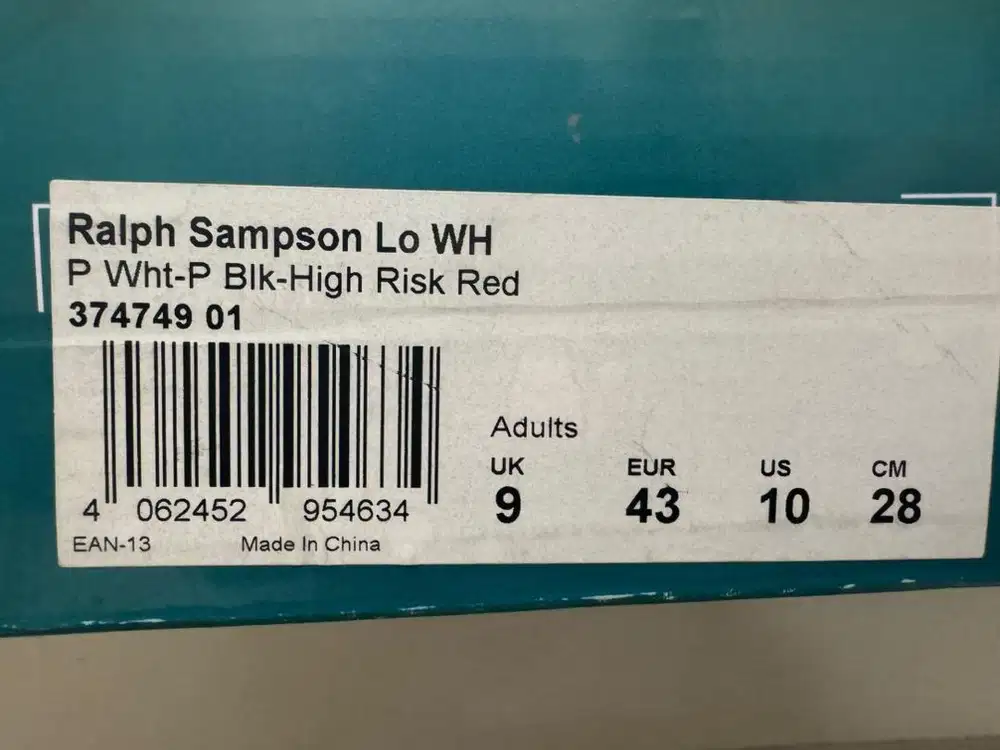 Ralph Sampson Lo WH
P Wht-P Blk-High Risk Red
374749 01
Adults
UK EUR US CM
9 43 10 28
4 062452 954634
EAN-13 Made In China